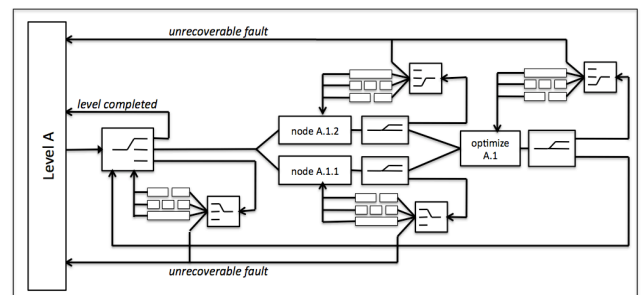 unrecoverable fault
level completed
Level A
node A.1.2
node A.1.1
optimize
A.1
unrecoverable fault